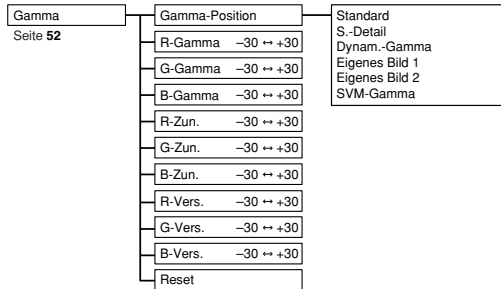 Gamma
Seite 52
Gamma-Position
R-Gamma –30 ↔ +30
G-Gamma –30 ↔ +30
B-Gamma –30 ↔ +30
R-Zun. –30 ↔ +30
G-Zun. –30 ↔ +30
B-Zun. –30 ↔ +30
R-Vers. –30 ↔ +30
G-Vers. –30 ↔ +30
B-Vers. –30 ↔ +30
Reset
Standard
S.-Detail
Dynam.-Gamma
Eigenes Bild 1
Eigenes Bild 2
SVM-Gamma